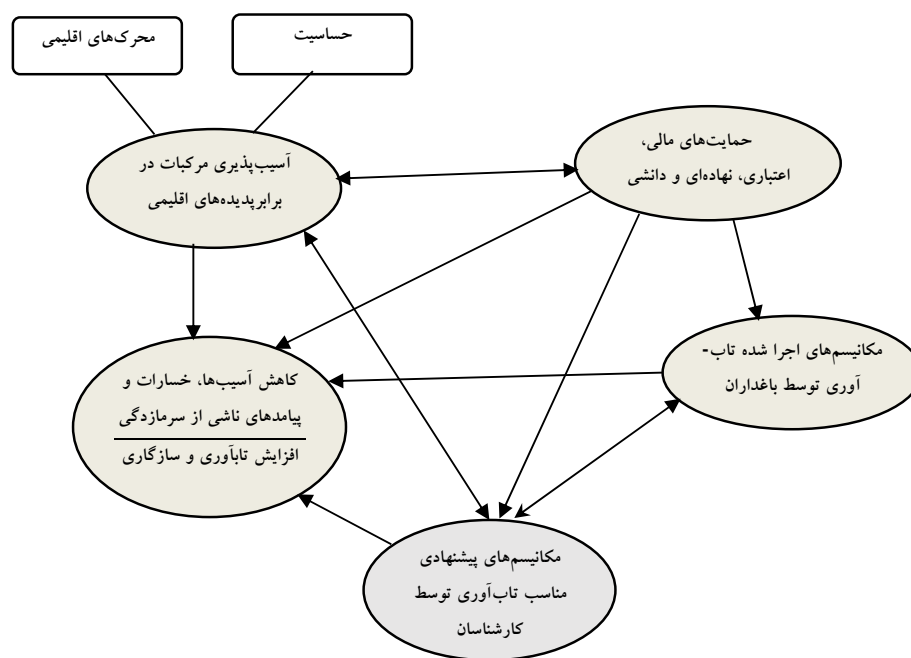 محرک‌های اقلیمی
حساسیت
آسیب‌پذیری مرکبات در
برابرپدیده‌های اقلیمی
حمایت‌های مالی،
اعتباری، نهاده‌ای و دانشی
مکانیسم‌های اجرا شده تاب-
آوری توسط باغداران
کاهش آسیب‌ها، خسارات و
پیامدهای ناشی از سرمازدگی
افزایش تابآوری و سازگاری
مکانیسم‌های پیشنهادی
مناسب تاب‌آوری توسط
کارشناسان